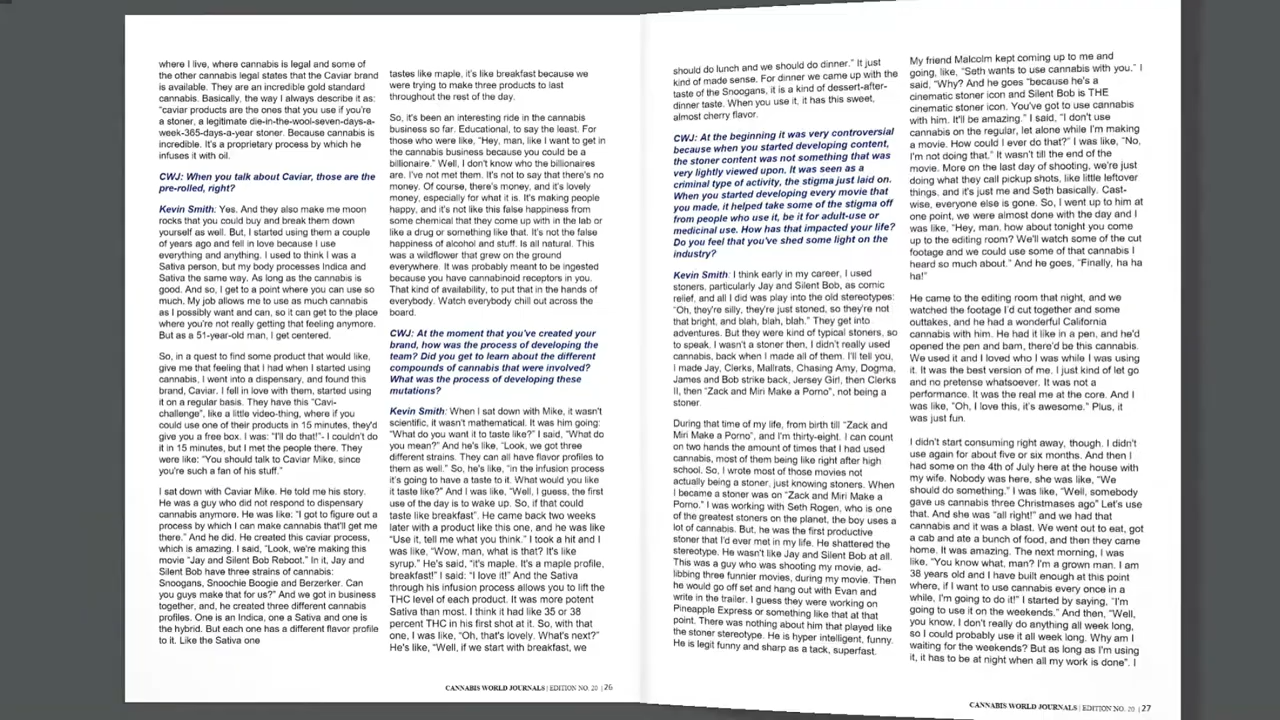 where I live, where cannabis is legal and some of
the other cannabis legal states that the Caviar brand
is available. They are an incredible gold standard
cannabis. Basically, the way I always describe it as:
"caviar products are the ones that you use if you're
a stoner, a legitimate die-in-the-wool-seven-days-a-
week-365-days-a-year stoner. Because cannabis is
incredible. It's a proprietary process by which he
infuses it with oil.
CWJ: When you talk about Caviar, those are the
pre-rolled, right?
Kevin Smith: Yes. And they also make me moon
rocks that you could buy and break them down
yourself as well. But, I started using them a couple
of years ago and fell in love because I use
everything and anything. I used to think I was a
Sativa person, but my body processes Indica and
Sativa the same way. As long as the cannabis is
good. And so, I get to a point where you can use so
much. My job allows me to use as much cannabis
as I possibly want and can, so it can get to the place
where you're not really getting that feeling anymore.
But as a 51-year-old man, I get centered.
So, in a quest to find some product that would like,
give me that feeling that I had when I started using
cannabis, I went into a dispensary, and found this
brand, Caviar. I fell in love with them, started using
it on a regular basis. They have this "Cavi-
challenge", like a little video-thing, where if you
could use one of their products in 15 minutes, they'd
give you a free box. I was: "I'll do that!"- I couldn't do
it in 15 minutes, but I met the people there. They
were like: "You should talk to Caviar Mike, since
you're such a fan of his stuff."
I sat down with Caviar Mike. He told me his story.
He was a guy who did not respond to dispensary
cannabis anymore. He was like: "I got to figure out a
process by which I can make cannabis that'll get me
there." And he did. He created this caviar process,
which is amazing. I said, "Look, we're making this
movie "Jay and Silent Bob Reboot." In it, Jay and
Silent Bob have three strains of cannabis:
Snoogans, Snoochie Boogie and Berzerker. Can
you guys make that for us?" And we got in business
together, and, he created three different cannabis
profiles. One is an Indica, one a Sativa and one is
the hybrid. But each one has a different flavor profile
to it. Like the Sativa one
tastes like maple, it's like breakfast because we
were trying to make three products to last
throughout the rest of the day.
So, it's been an interesting ride in the cannabis
business so far. Educational, to say the least. For
those who were like, "Hey, man, like I want to get in
the cannabis business because you could be a
billionaire." Well, I don't know who the billionaires
are. I've not met them. It's not to say that there's no
money. Of course, there's money, and it's lovely
money, especially for what it is. It's making people
happy, and it's not like this false happiness from
some chemical that they come up with in the lab or
like a drug or something like that. It's not the false
happiness of alcohol and stuff. Is all natural. This
was a wildflower that grew on the ground
everywhere. It was probably meant to be ingested
because you have cannabinoid receptors in you.
That kind of availability, to put that in the hands of
everybody. Watch everybody chill out across the
board.
CWJ: At the moment that you've created your
brand, how was the process of developing the
team? Did you get to learn about the different
compounds of cannabis that were involved?
What was the process of developing these
mutations?
Kevin Smith: When I sat down with Mike, it wasn't
scientific, it wasn't mathematical. It was him going:
"What do you want it to taste like?" I said, "What do
you mean?" And he's like, "Look, we got three
different strains. They can all have flavor profiles to
them as well." So, he's like, "in the infusion process
it's going to have a taste to it. What would you like
it taste like?" And I was like, "Well, I guess, the first
use of the day is to wake up. So, if that could
taste like breakfast". He came back two weeks
later with a product like this one, and he was like
"Use it, tell me what you think." I took a hit and I
was like, "Wow, man, what is that? It's like
syrup." He's said, "it's maple. It's a maple profile,
breakfast!" I said: "I love it!" And the Sativa
through his infusion process allows you to lift the
THC level of each product. It was more potent
Sativa than most. I think it had like 35 or 38
percent THC in his first shot at it. So, with that
one, I was like, "Oh, that's lovely. What's next?"
He's like, "Well, if we start with breakfast, we
CANNABIS WORLD JOURNALS | EDITION NO. 20 | 26
should do lunch and we should do dinner." It just
kind of made sense. For dinner we came up with the
taste of the Snoogans, it is a kind of dessert-after-
dinner taste. When you use it, it has this sweet,
almost cherry flavor.
CWJ: At the beginning it was very controversial
because when you started developing content,
the stoner content was not something that was
very lightly viewed upon. It was seen as a
criminal type of activity, the stigma just laid on.
When you started developing every movie that
you made, it helped take some of the stigma off
from people who use it, be it for adult-use or
medicinal use. How has that impacted your life?
Do you feel that you've shed some light on the
industry?
Kevin Smith: I think early in my career, I used
stoners, particularly Jay and Silent Bob, as comic
relief, and all I did was play into the old stereotypes:
"Oh, they're silly, they're just stoned, so they're not
that bright, and blah, blah, blah." They get into
adventures. But they were kind of typical stoners, so
to speak. I wasn't a stoner then, I didn't really used
cannabis, back when I made all of them. I'll tell you,
I made Jay, Clerks, Mallrats, Chasing Amy, Dogma,
James and Bob strike back, Jersey Girl, then Clerks
II, then "Zack and Miri Make a Porno", not being a
stoner.
During that time of my life, from birth till "Zack and
Miri Make a Porno", and I'm thirty-eight. I can count
on two hands the amount of times that I had used
cannabis, most of them being like right after high
school. So, I wrote most of those movies not
actually being a stoner, just knowing stoners. When
I became a stoner was on "Zack and Miri Make a
Porno." I was working with Seth Rogen, who is one
of the greatest stoners on the planet, the boy uses a
lot of cannabis. But, he was the first productive
stoner that I'd ever met in my life. He shattered the
stereotype. He wasn't like Jay and Silent Bob at all.
This was a guy who was shooting my movie, ad-
libbing three funnier movies, during my movie. Then
he would go off set and hang out with Evan and
write in the trailer. I guess they were working on
Pineapple Express or something like that at that
point. There was nothing about him that played like
the stoner stereotype. He is hyper intelligent, funny.
He is legit funny and sharp as a tack, superfast.
My friend Malcolm kept coming up to me and
going, like, "Seth wants to use cannabis with you." I
said, "Why? And he goes "because he's a
cinematic stoner icon and Silent Bob is THE
cinematic stoner icon. You've got to use cannabis
with him. It'll be amazing." I said, "I don't use
cannabis on the regular, let alone while I'm making
a movie. How could I ever do that?" I was like, "No,
I'm not doing that." It wasn't till the end of the
movie. More on the last day of shooting, we're just
doing what they call pickup shots, like little leftover
things, and it's just me and Seth basically. Cast-
wise, everyone else is gone. So, I went up to him at
one point, we were almost done with the day and I
was like, "Hey, man, how about tonight you come
up to the editing room? We'll watch some of the cut
footage and we could use some of that cannabis I
heard so much about." And he goes, "Finally, ha ha
ha!"
He came to the editing room that night, and we
watched the footage I'd cut together and some
outtakes, and he had a wonderful California
cannabis with him. He had it like in a pen, and he'd
opened the pen and bam, there'd be this cannabis.
We used it and I loved who I was while I was using
it. It was the best version of me. I just kind of let go
and no pretense whatsoever. It was not a
performance. It was the real me at the core. And I
was like, "Oh, I love this, it's awesome." Plus, it
was just fun.
I didn't start consuming right away, though. I didn't
use again for about five or six months. And then I
had some on the 4th of July here at the house with
my wife. Nobody was here, she was like, "We
should do something." I was like, "Well, somebody
gave us cannabis three Christmases ago" Let's use
that. And she was "all right!" and we had that
cannabis and it was a blast. We went out to eat, got
a cab and ate a bunch of food, and then they came
home. It was amazing. The next morning, I was
like, "You know, what? I'm a grown man. I am
38 years old and I have built enough at this point
where, if I want to use cannabis every once in a
while, I'm going to do it!" I started by saying, "I'm
going to use it on the weekends." And then, "Well,
you know, I don't really do anything all week long,
so I could probably use it all week long. Why am I
waiting for the weekends? But as long as I'm using
it, it has to be at night when all my work is done". I
CANNABIS WORLD JOURNALS | EDITION NO. 20 | 27